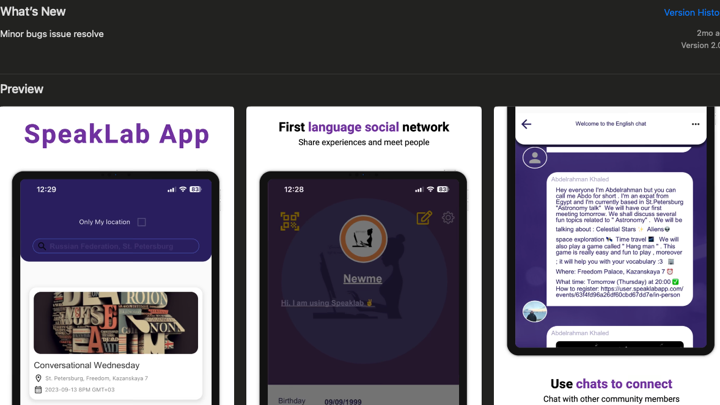 What's New
Version Histo
Minor bugs issue resolve
2mo a
Version 2.0
Preview
SpeakLab App
12:29
83
Only My location
Russian Federation, St. Petersburg
Conversational Wednesday
St. Petersburg, Freedom, Kazanskaya 7
2023-09-13 8PM GMT+03
First language social network
Share experiences and meet people
12:28
83
Newme
Hi, I am using Speaklab
Birthday
09/09/1999
Welcome to the English chat
Abdelrahman Khaled
Hey everyone I'm Abdelrahman but you can
call me Abdo for short . I'm an expat from
Egypt and I'm currently based in St.Petersburg
"Astronomy talk" We will have our first
meeting tomorrow. We shall discuss several
fun topics related to " Astronomy" . We will be
talking about : Celestial Stars ✨ Aliens👽
space exploration 🛰 Time travel We will
also play a game called " Hang man " . This
game is really easy and fun to play , moreover
; it will help you with your vocabulary :3
Where: Freedom Palace, Kazanskaya 7 ⏰
What time: Tomorrow (Thursday) at 20:00 ✅
How to register: https://user.speaklabapp.com/
events/63f4fd96a26df60cbd67dd7e/in-person
Abdelrahman Khaled
Use chats to connect
Chat with other community members